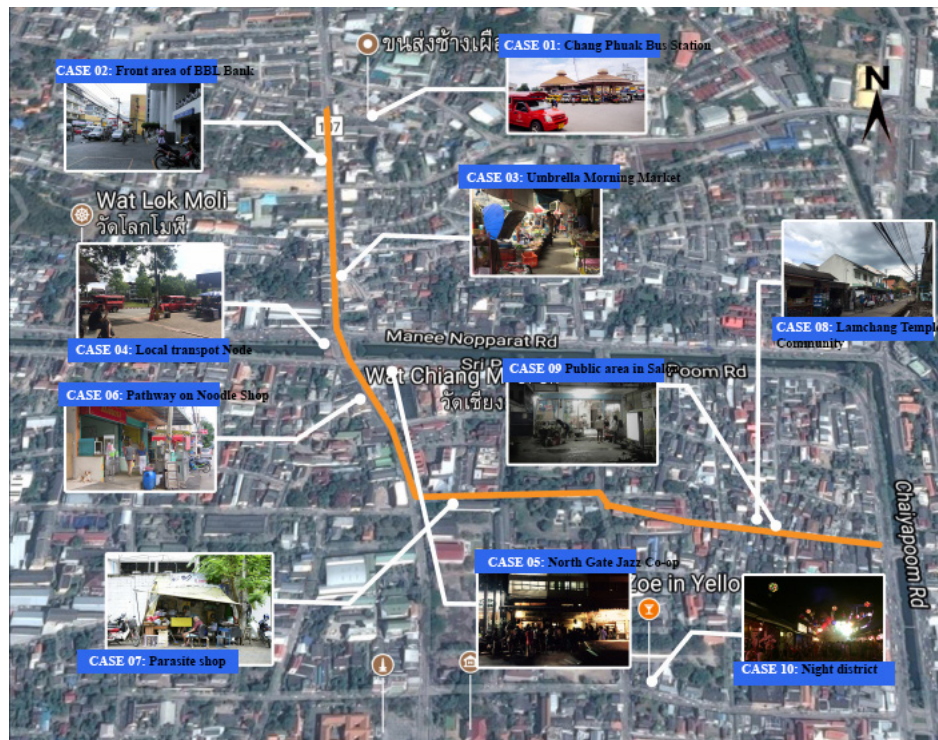 ขนส่งช้างเผือ
CASE 01: Chang Phuak Bus Station
CASE 02: Front area of BBL Bank
N
107
CASE 03: Umbrella Morning Market
Wat Lok Moli
วัดโลกโมฬี
CASE 08: Lamchang Temple
Community
CASE 04: Local transpot Node
Manee Nopparat Rd
Sri P
Poom Rd
Wat Chiang M
วัดเชียง
CASE 09 Public area in Salon
CASE 06: Pathway on Noodle Shop
Chaiyapoom Rd
CASE 05: North Gate Jazz Co-op
Zoe in Yello
CASE 07: Parasite shop
CASE 10: Night district